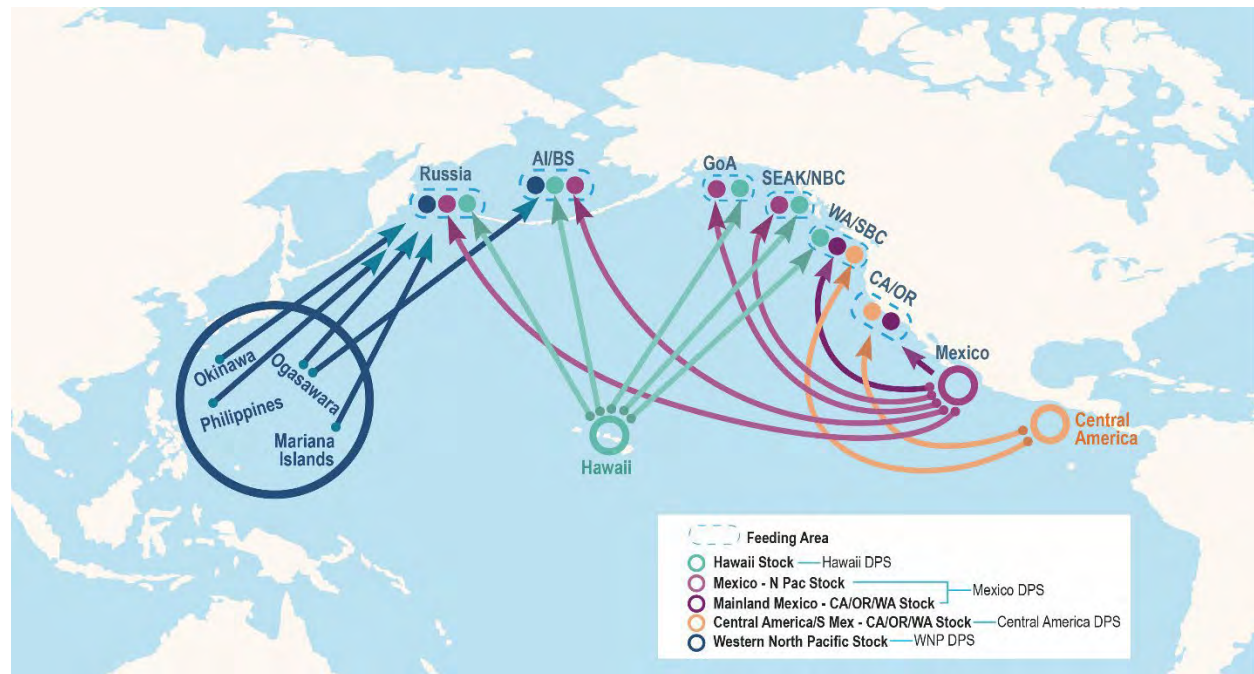 AI/BS
GoA
Russia
SEAK/NBC
WA/SBC
CA/OR
Mexico
Okinawa
Ogasawara
Philippines
Mariana
Islands
Hawaii
Central
America
Feeding Area
Hawaii Stock Hawaii DPS
Mexico - N Pac Stock
Mexico DPS
Mainland Mexico - CA/OR/WA Stock
Central America/S Mex - CA/OR/WA Stock Central America DPS
Western North Pacific Stock WNP DPS